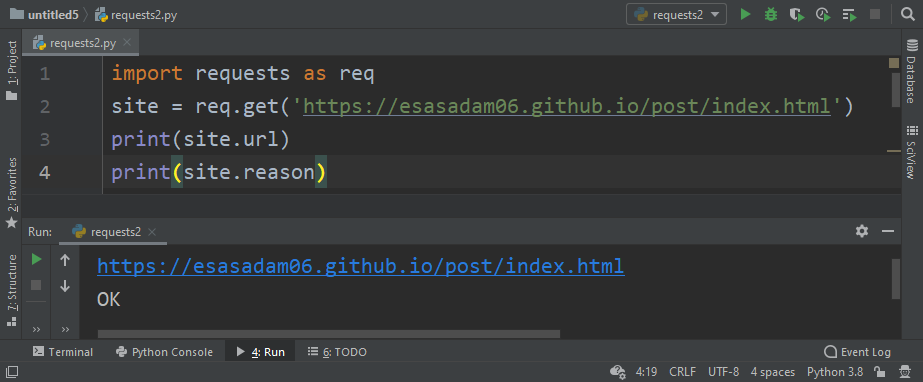 untitled5 requests2.py requests2
requests2.py
1: Project
2: Favorites
7: Structure
Database
SciView
1 import requests as req
2 site = req.get('https://esasadam06.github.io/post/index.html')
3 print(site.url)
4 print(site.reason)
Run: requests2
https://esasadam06.github.io/post/index.html
OK
Terminal Python Console 4: Run 6: TODO Event Log
4:19 CRLF UTF-8 4 spaces Python 3.8